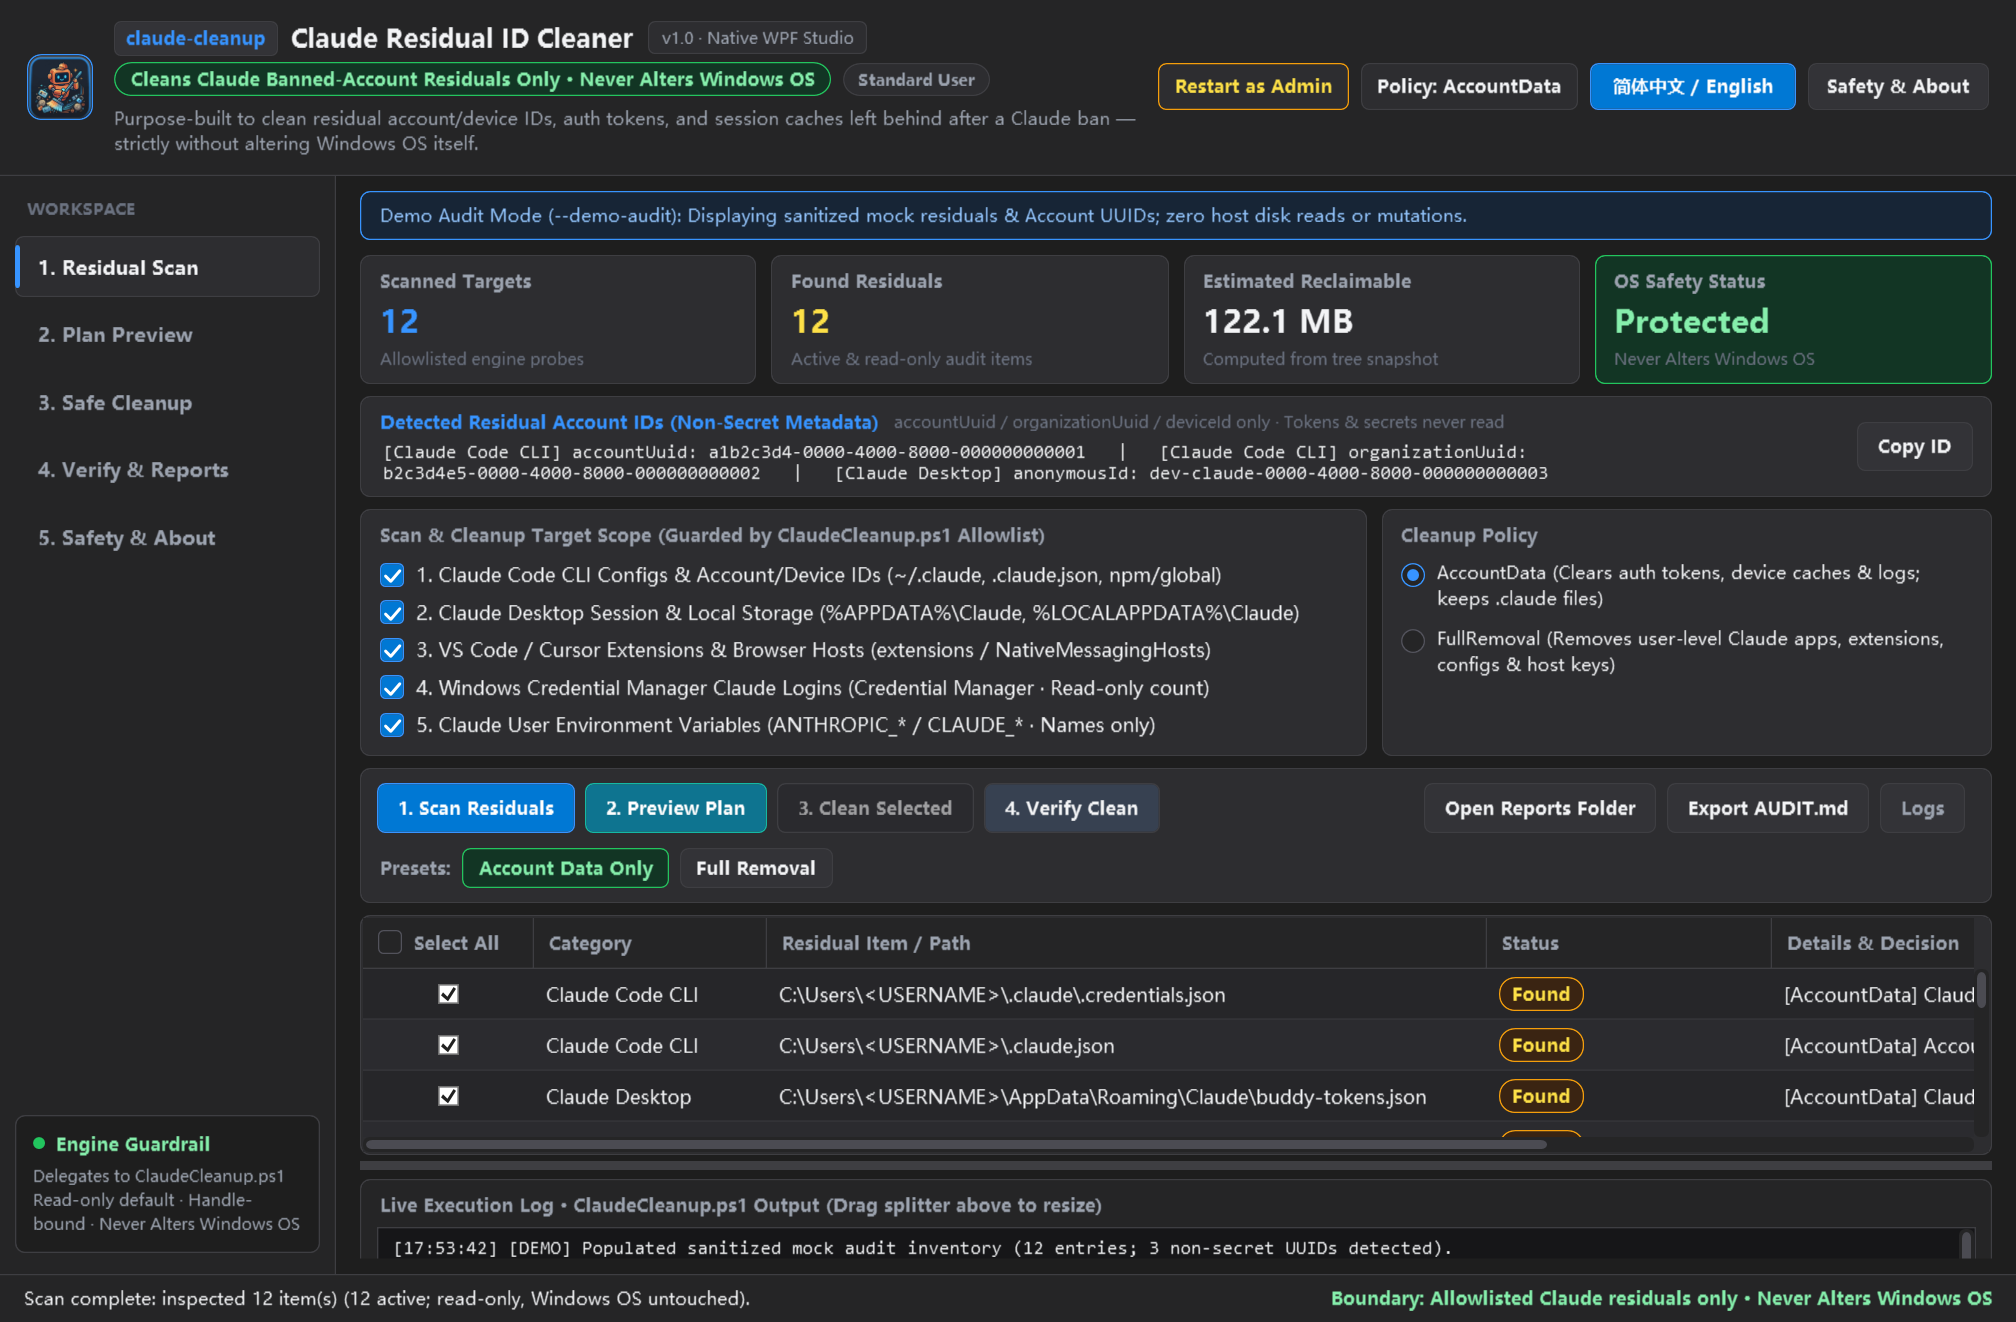 claude-cleanup Claude Residual ID Cleaner v1.0 · Native WPF Studio
Cleans Claude Banned-Account Residuals Only • Never Alters Windows OS Standard User
Purpose-built to clean residual account/device IDs, auth tokens, and session caches left behind after a Claude ban —
strictly without altering Windows OS itself.
Restart as Admin Policy: AccountData 简体中文 / English Safety & About
WORKSPACE
1. Residual Scan
2. Plan Preview
3. Safe Cleanup
4. Verify & Reports
5. Safety & About
Engine Guardrail
Delegates to ClaudeCleanup.ps1
Read-only default · Handle-
bound · Never Alters Windows OS
Demo Audit Mode (--demo-audit): Displaying sanitized mock residuals & Account UUIDs; zero host disk reads or mutations.
Scanned Targets
12
Allowlisted engine probes
Found Residuals
12
Active & read-only audit items
Estimated Reclaimable
122.1 MB
Computed from tree snapshot
OS Safety Status
Protected
Never Alters Windows OS
Detected Residual Account IDs (Non-Secret Metadata) accountUuid / organizationUuid / deviceId only · Tokens & secrets never read
[Claude Code CLI] accountUuid: a1b2c3d4-0000-4000-8000-000000000001 | [Claude Code CLI] organizationUuid:
b2c3d4e5-0000-4000-8000-000000000002 | [Claude Desktop] anonymousId: dev-claude-0000-4000-8000-000000000003
Copy ID
Scan & Cleanup Target Scope (Guarded by ClaudeCleanup.ps1 Allowlist)
1. Claude Code CLI Configs & Account/Device IDs (~/.claude, .claude.json, npm/global)
2. Claude Desktop Session & Local Storage (%APPDATA%\Claude, %LOCALAPPDATA%\Claude)
3. VS Code / Cursor Extensions & Browser Hosts (extensions / NativeMessagingHosts)
4. Windows Credential Manager Claude Logins (Credential Manager · Read-only count)
5. Claude User Environment Variables (ANTHROPIC_* / CLAUDE_* · Names only)
Cleanup Policy
AccountData (Clears auth tokens, device caches & logs;
keeps .claude files)
FullRemoval (Removes user-level Claude apps, extensions,
configs & host keys)
1. Scan Residuals 2. Preview Plan 3. Clean Selected 4. Verify Clean Open Reports Folder Export AUDIT.md Logs
Presets: Account Data Only Full Removal
Select All Category Residual Item / Path Status Details & Decision
Claude Code CLI C:\Users\<USERNAME>\.claude\.credentials.json Found [AccountData] Claud
Claude Code CLI C:\Users\<USERNAME>\.claude.json Found [AccountData] Accou
Claude Desktop C:\Users\<USERNAME>\AppData\Roaming\Claude\buddy-tokens.json Found [AccountData] Claud
Live Execution Log • ClaudeCleanup.ps1 Output (Drag splitter above to resize)
[17:53:42] [DEMO] Populated sanitized mock audit inventory (12 entries; 3 non-secret UUIDs detected).
Scan complete: inspected 12 item(s) (12 active; read-only, Windows OS untouched).
Boundary: Allowlisted Claude residuals only • Never Alters Windows OS